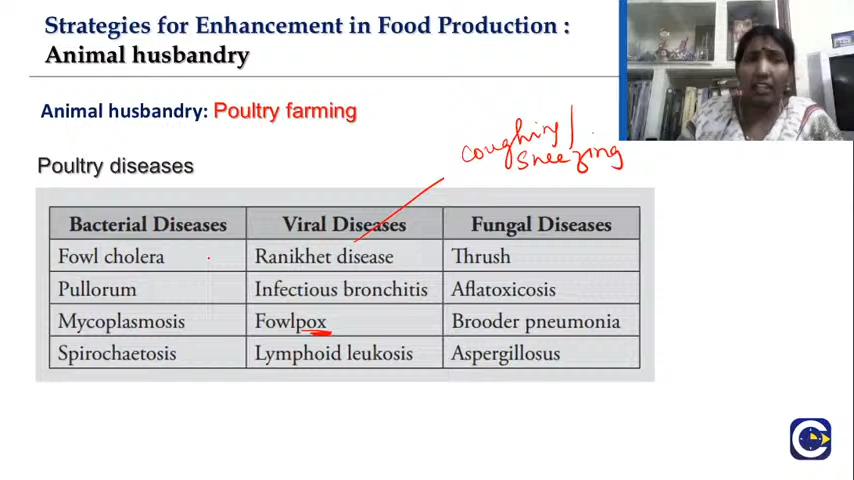 Strategies for Enhancement in Food Production :
Animal husbandry
Animal husbandry: Poultry farming
coughing /
Sneezing
Poultry diseases
Bacterial Diseases Viral Diseases Fungal Diseases
Fowl cholera Ranikhet disease Thrush
Pullorum Infectious bronchitis Aflatoxicosis
Mycoplasmosis Fowlpox Brooder pneumonia
Spirochaetosis Lymphoid leukosis Aspergillosus